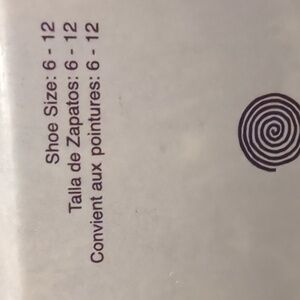 Shoe Size: 6 - 12
Talla de Zapatos: 6 - 12
Convient aux pointures: 6 - 12